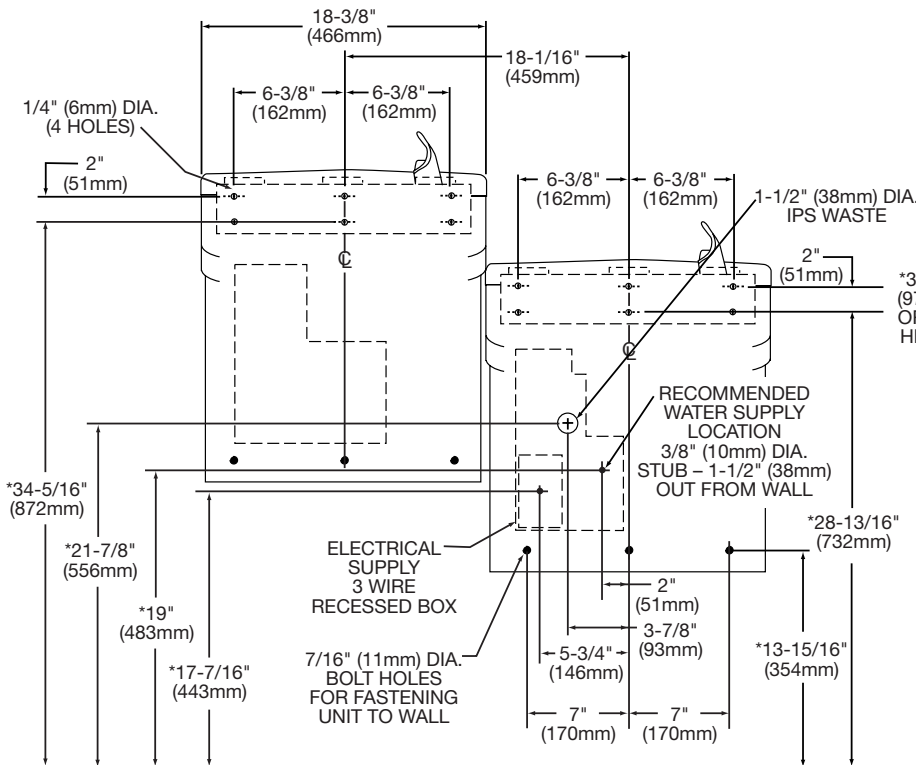 18-3/8"
(466mm)
18-1/16"
(459mm)
6-3/8"
(162mm)
6-3/8"
(162mm)
1/4" (6mm) DIA.
(4 HOLES)
2"
(51mm)
6-3/8"
(162mm)
6-3/8"
(162mm)
1-1/2" (38mm) DIA.
IPS WASTE
2"
(51mm)
*3
(97
OR
HE
℄
℄
RECOMMENDED
WATER SUPPLY
LOCATION
3/8" (10mm) DIA.
STUB – 1-1/2" (38mm)
OUT FROM WALL
*34-5/16"
(872mm)
*21-7/8"
(556mm)
*28-13/16"
(732mm)
ELECTRICAL
SUPPLY
3 WIRE
RECESSED BOX
*19"
(483mm)
2"
(51mm)
3-7/8"
(93mm)
*13-15/16"
(354mm)
*17-7/16"
(443mm)
7/16" (11mm) DIA.
BOLT HOLES
FOR FASTENING
UNIT TO WALL
5-3/4"
(146mm)
7"
(170mm)
7"
(170mm)